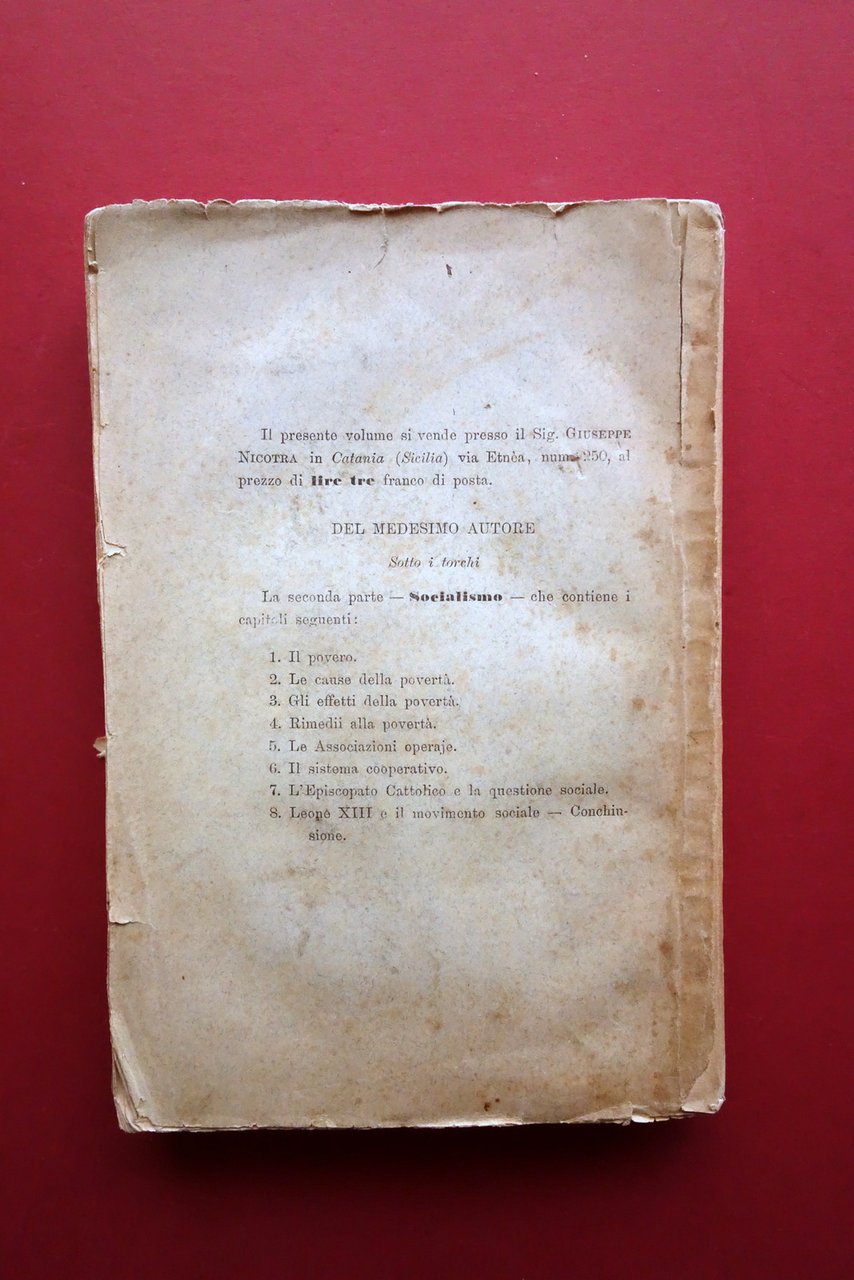 Il presente volume si vende presso il Sig. GIUSEPPE
NICOTRA in Catania (Sicilia) via Etnèa, num. 250, al
prezzo di lire tre franco di posta.
DEL MEDESIMO AUTORE
Sotto i torchi
La seconda parte — Socialismo — che contiene i
capitoli seguenti:
1. Il povero.
2. Le cause della povertà.
3. Gli effetti della povertà.
4. Rimedii alla povertà.
5. Le Associazioni operaje.
6. Il sistema cooperativo.
7. L'Episcopato Cattolico e la questione sociale.
8. Leone XIII e il movimento sociale — Conchiu-
sione.